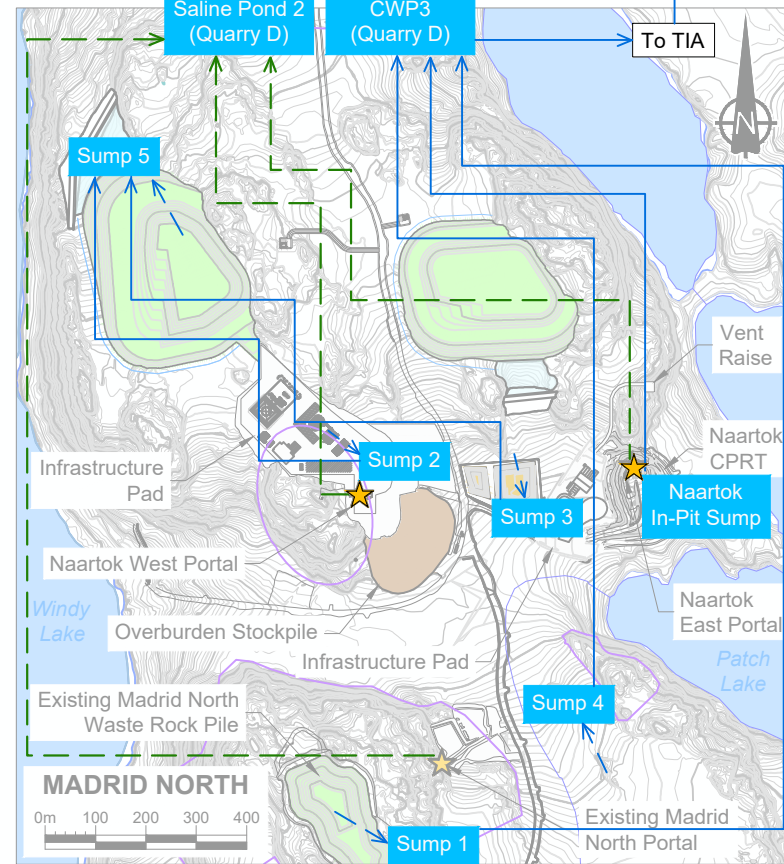 Saline Pond 2
(Quarry D)
CWP3
(Quarry D)
To TIA
N
Sump 5
Vent
Raise
Naartok
CPRT
Infrastructure
Pad
Sump 2
Naartok
In-Pit Sump
Sump 3
Naartok West Portal
Windy
Lake
Overburden Stockpile
Naartok
East Portal
Infrastructure Pad
Patch
Lake
Existing Madrid North
Waste Rock Pile
Sump 4
MADRID NORTH
0m 100 200 300 400
Existing Madrid
North Portal
Sump 1